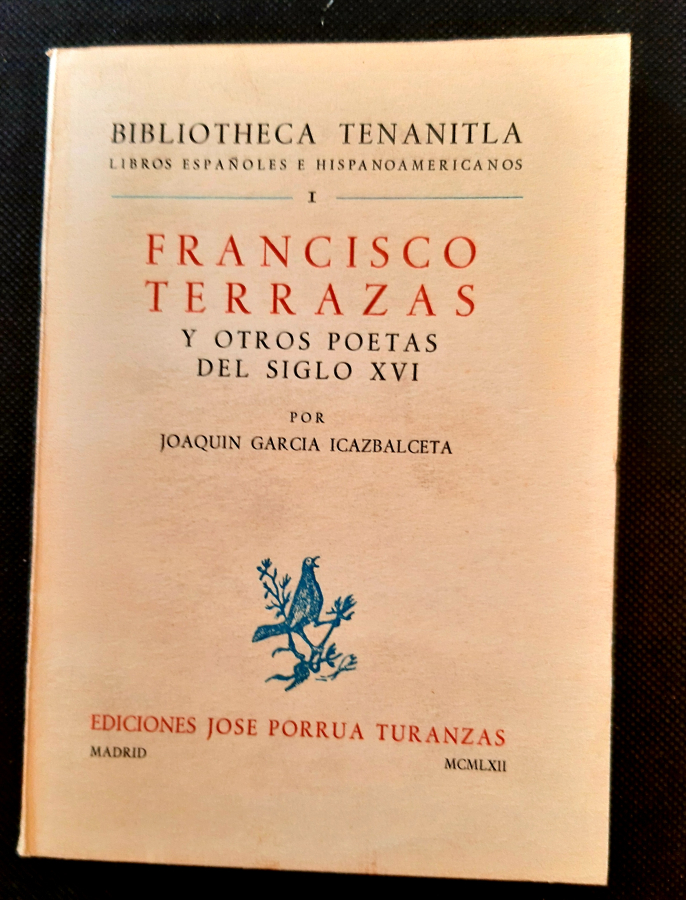 BIBLIOTHECA TENANITLA
LIBROS ESPAÑOLES E HISPANOAMERICANOS
I
FRANCISCO
TERRAZAS
Y OTROS POETAS
DEL SIGLO XVI
POR
JOAQUIN GARCIA ICAZBALCETA
EDICIONES JOSE PORRUA TURANZAS
MADRID
MCMLXII